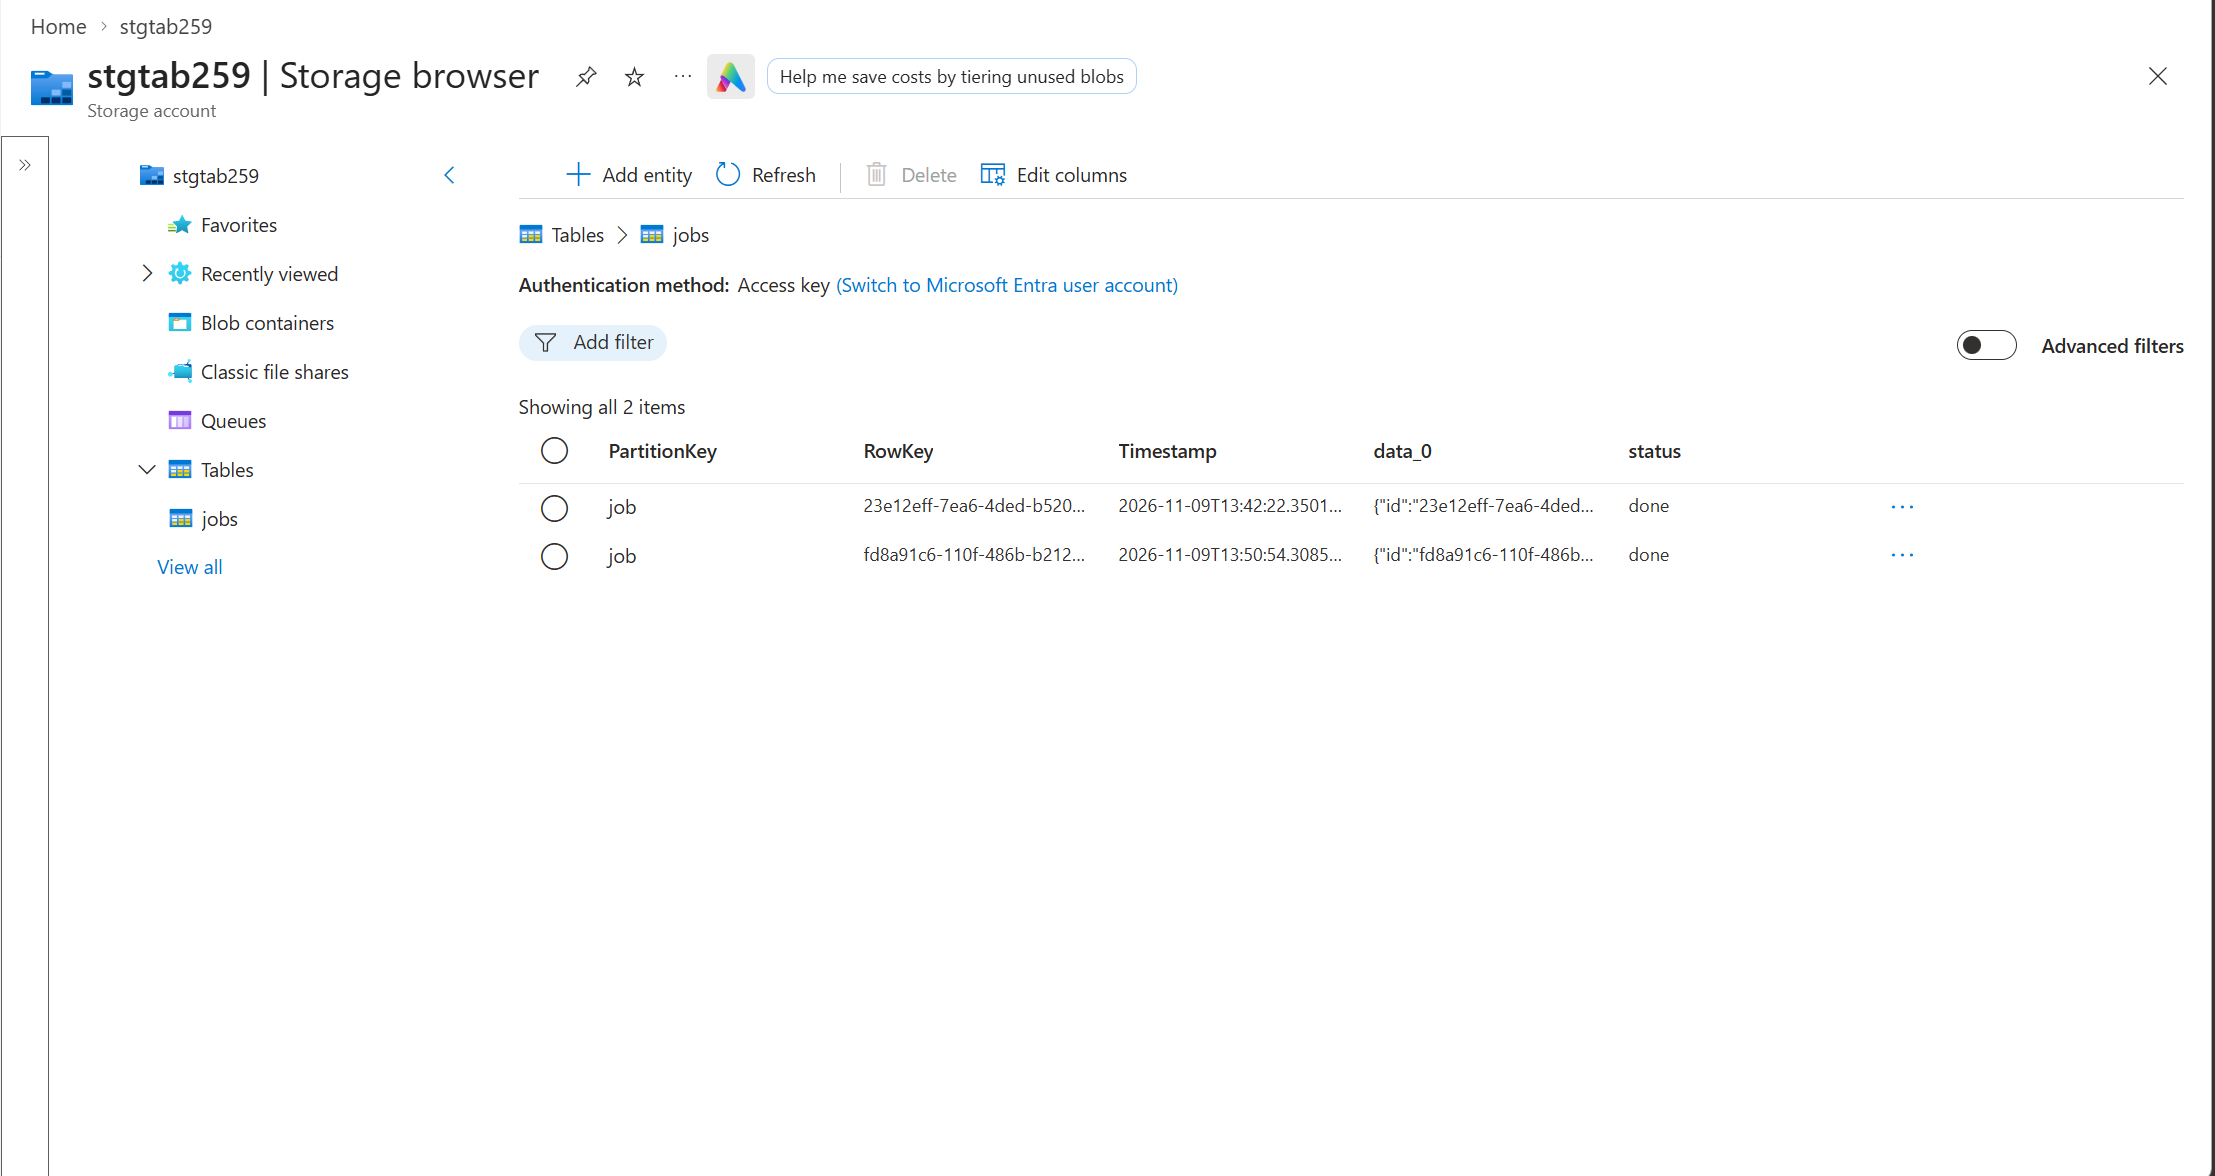 Home > stgtab259
stgtab259 | Storage browser
Help me save costs by tiering unused blobs
Storage account
stgtab259
Favorites
Recently viewed
Blob containers
Classic file shares
Queues
Tables
jobs
View all
Add entity Refresh Delete Edit columns
Tables > jobs
Authentication method: Access key (Switch to Microsoft Entra user account)
Add filter
Advanced filters
Showing all 2 items
PartitionKey RowKey Timestamp data_0 status
job 23e12eff-7ea6-4ded-b520... 2026-11-09T13:42:22.3501... {"id":"23e12eff-7ea6-4ded... done
job fd8a91c6-110f-486b-b212... 2026-11-09T13:50:54.3085... {"id":"fd8a91c6-110f-486b... done